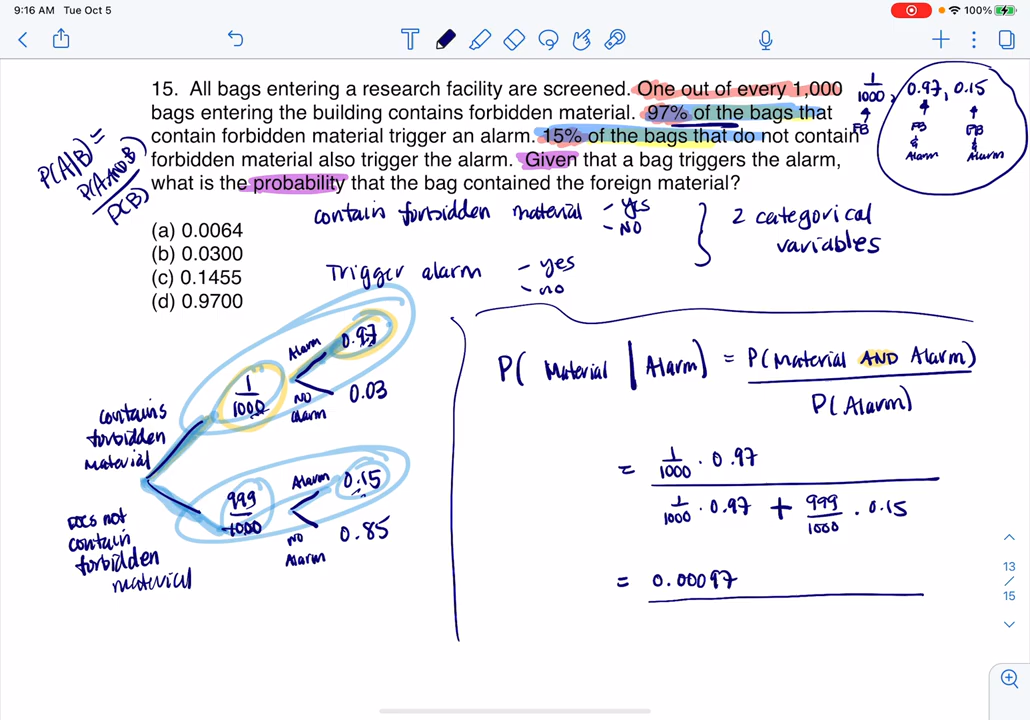 9:16 AM Tue Oct 5
100%
15. All bags entering a research facility are screened. One out of every 1,000
bags entering the building contains forbidden material. 97% of the bags that
contain forbidden material trigger an alarm. 15% of the bags that do not contain
forbidden material also trigger the alarm. Given that a bag triggers the alarm,
what is the probability that the bag contained the foreign material?
1/1000, 0.97, 0.15
FB
FB & Alarm
FB & Alarm
P(A|B) =
P(A AND B)
P(B)
(a) 0.0064
(b) 0.0300
(c) 0.1455
(d) 0.9700
contain forbidden material - yes
- NO
Trigger alarm - yes
- no
2 categorical
variables
contains
forbidden
material
1/1000
Alarm 0.97
NO Alarm 0.03
Does not
contain
forbidden
material
999/1000
Alarm 0.15
NO Alarm 0.85
P( Material | Alarm) = P(Material AND Alarm)
P(Alarm)
= 1/1000 · 0.97
1/1000 · 0.97 + 999/1000 · 0.15
= 0.00097
13
/
15